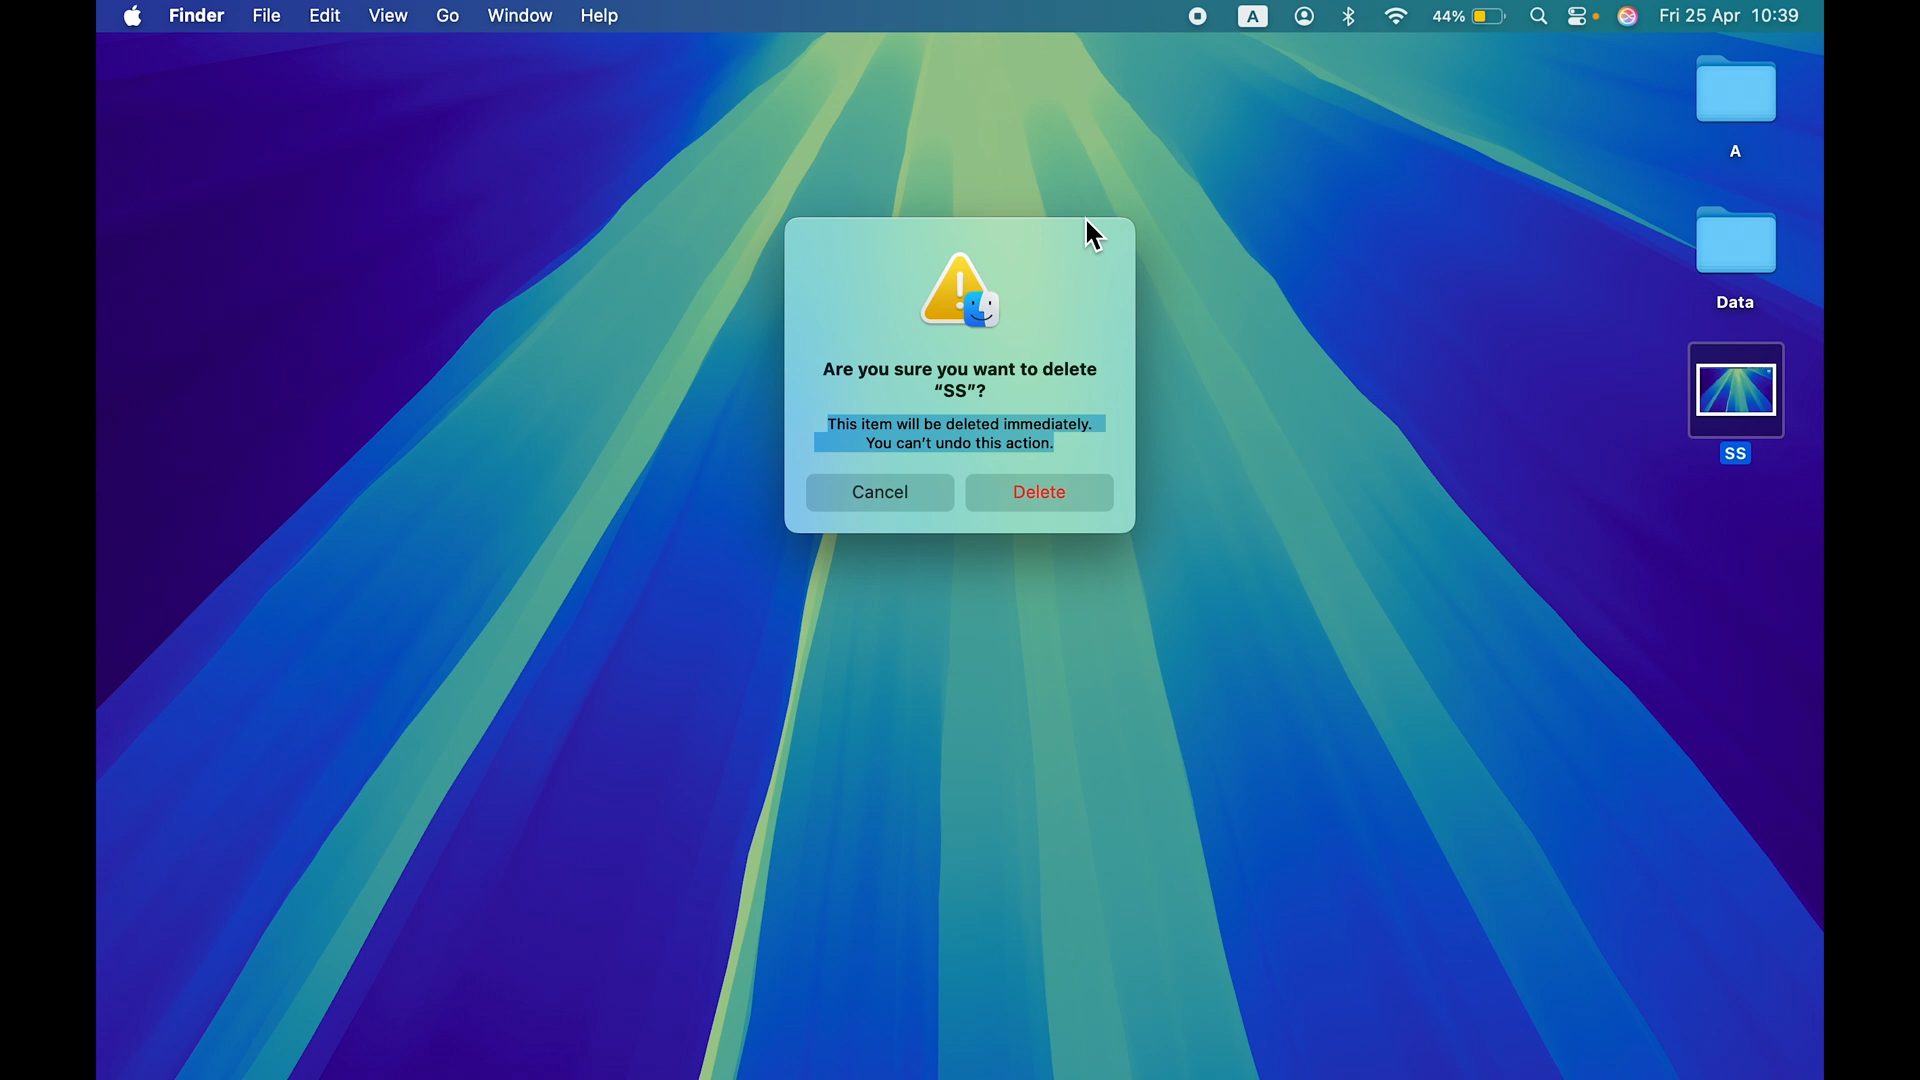 Finder File Edit View Go Window Help A 44% Fri 25 Apr 10:39
A
Data
SS
Are you sure you want to delete
“SS”?
This item will be deleted immediately.
You can’t undo this action.
Cancel Delete